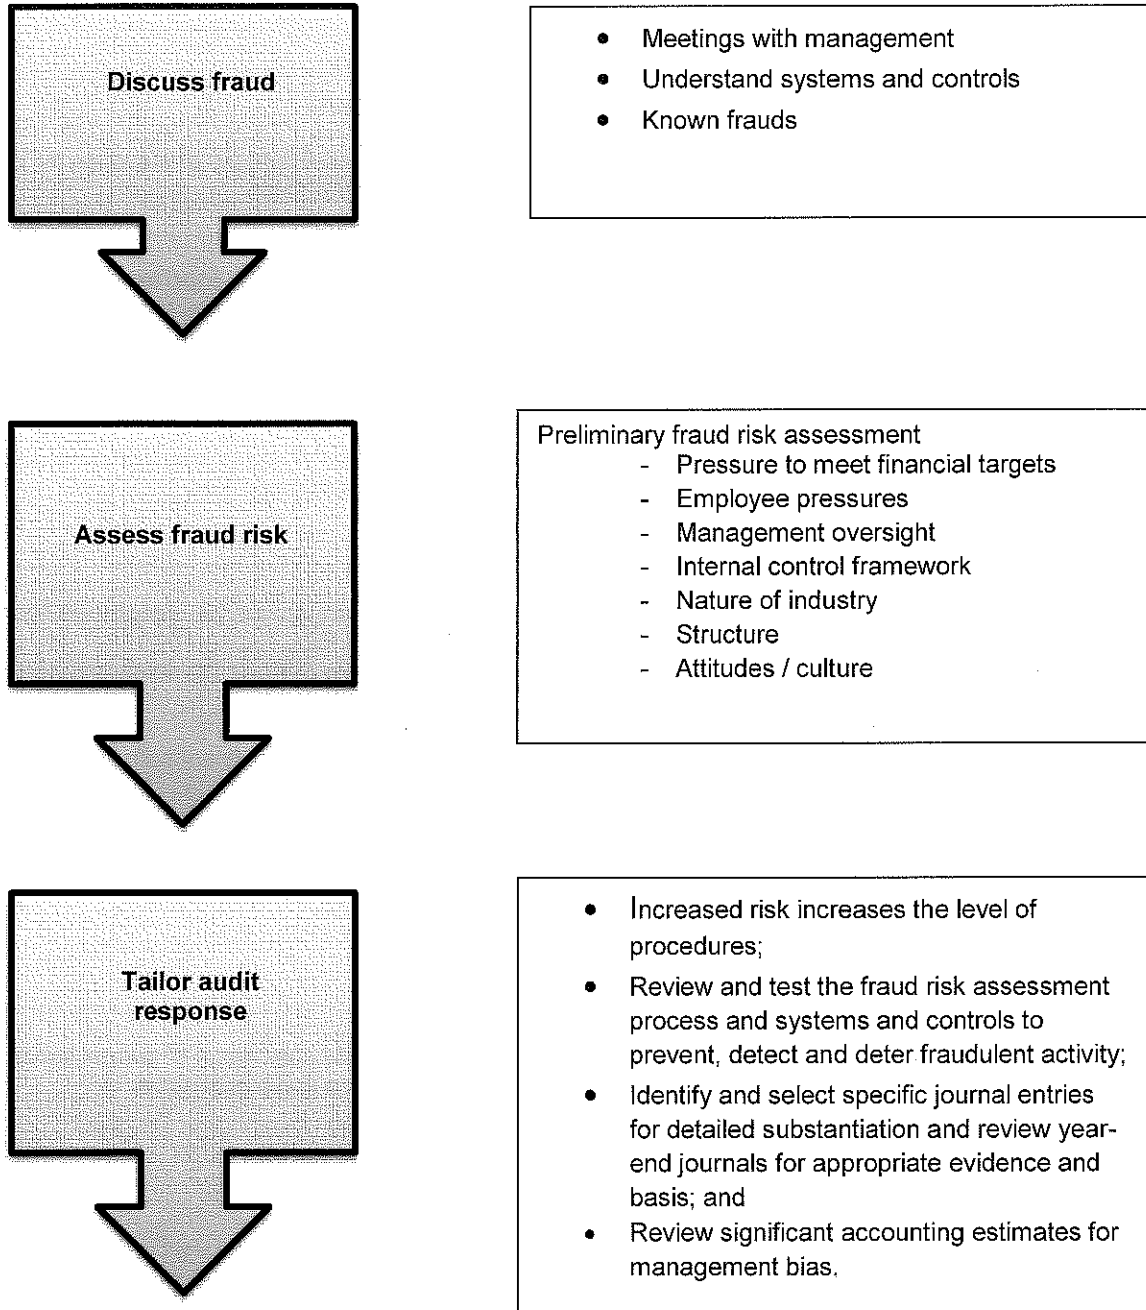 Discuss fraud
• Meetings with management
• Understand systems and controls
• Known frauds
Assess fraud risk
Preliminary fraud risk assessment
- Pressure to meet financial targets
- Employee pressures
- Management oversight
- Internal control framework
- Nature of industry
- Structure
- Attitudes / culture
Tailor audit
response
• Increased risk increases the level of
procedures;
• Review and test the fraud risk assessment
process and systems and controls to
prevent, detect and deter fraudulent activity;
• Identify and select specific journal entries
for detailed substantiation and review year-
end journals for appropriate evidence and
basis; and
• Review significant accounting estimates for
management bias.